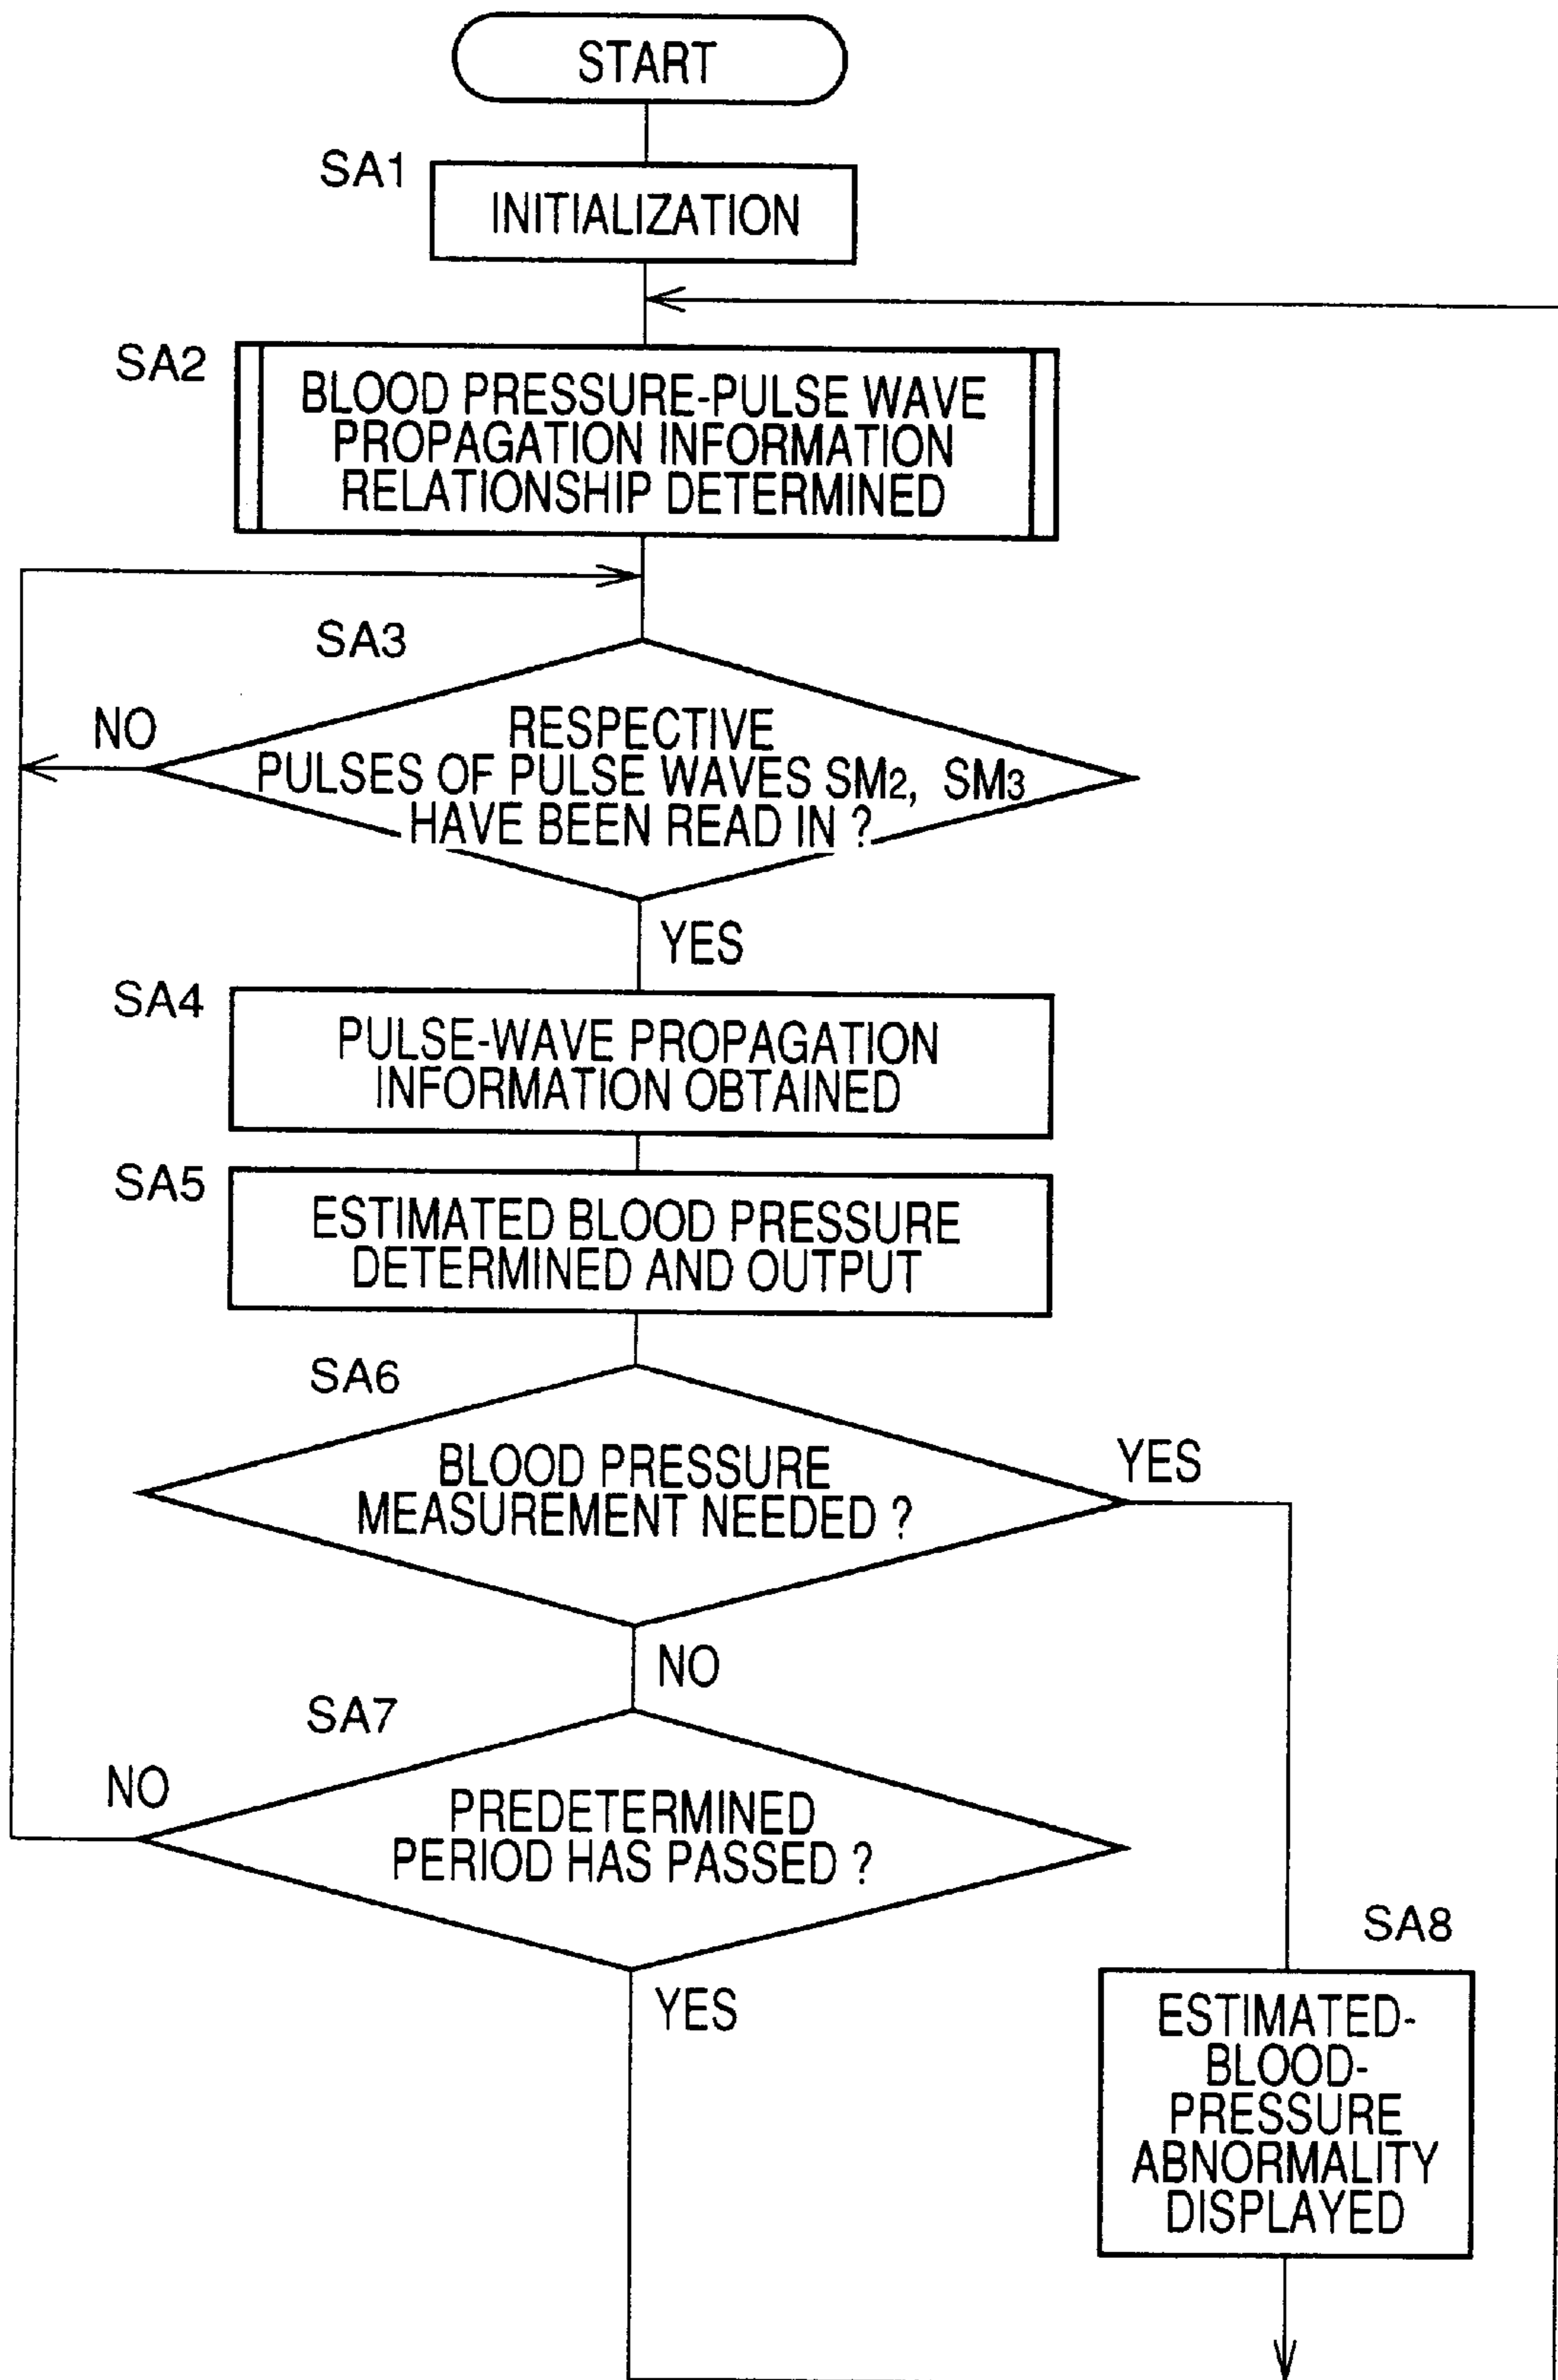 START
SA1
INITIALIZATION
SA2
BLOOD PRESSURE-PULSE WAVE
PROPAGATION INFORMATION
RELATIONSHIP DETERMINED
SA3
NO
RESPECTIVE
PULSES OF PULSE WAVES SM2, SM3
HAVE BEEN READ IN ?
YES
SA4
PULSE-WAVE PROPAGATION
INFORMATION OBTAINED
SA5
ESTIMATED BLOOD PRESSURE
DETERMINED AND OUTPUT
SA6
BLOOD PRESSURE
MEASUREMENT NEEDED ?
YES
NO
SA7
NO
PREDETERMINED
PERIOD HAS PASSED ?
YES
SA8
ESTIMATED-
BLOOD-
PRESSURE
ABNORMALITY
DISPLAYED